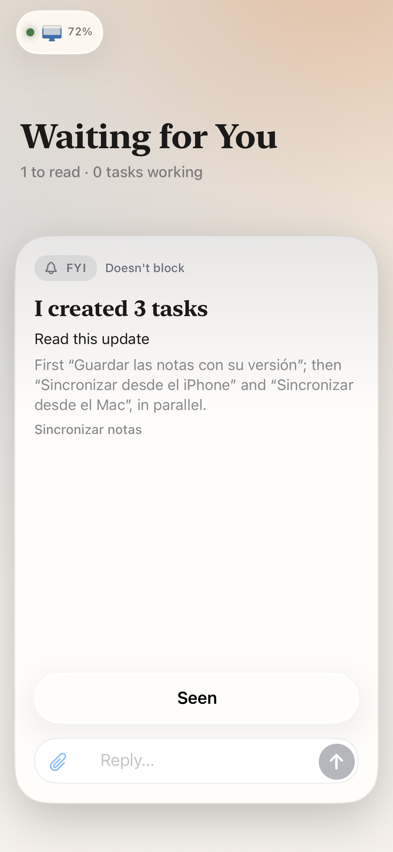 72%
Waiting for You
1 to read · 0 tasks working
FYI Doesn't block
I created 3 tasks
Read this update
First “Guardar las notas con su versión”; then
“Sincronizar desde el iPhone” and “Sincronizar
desde el Mac”, in parallel.
Sincronizar notas
Seen
Reply...